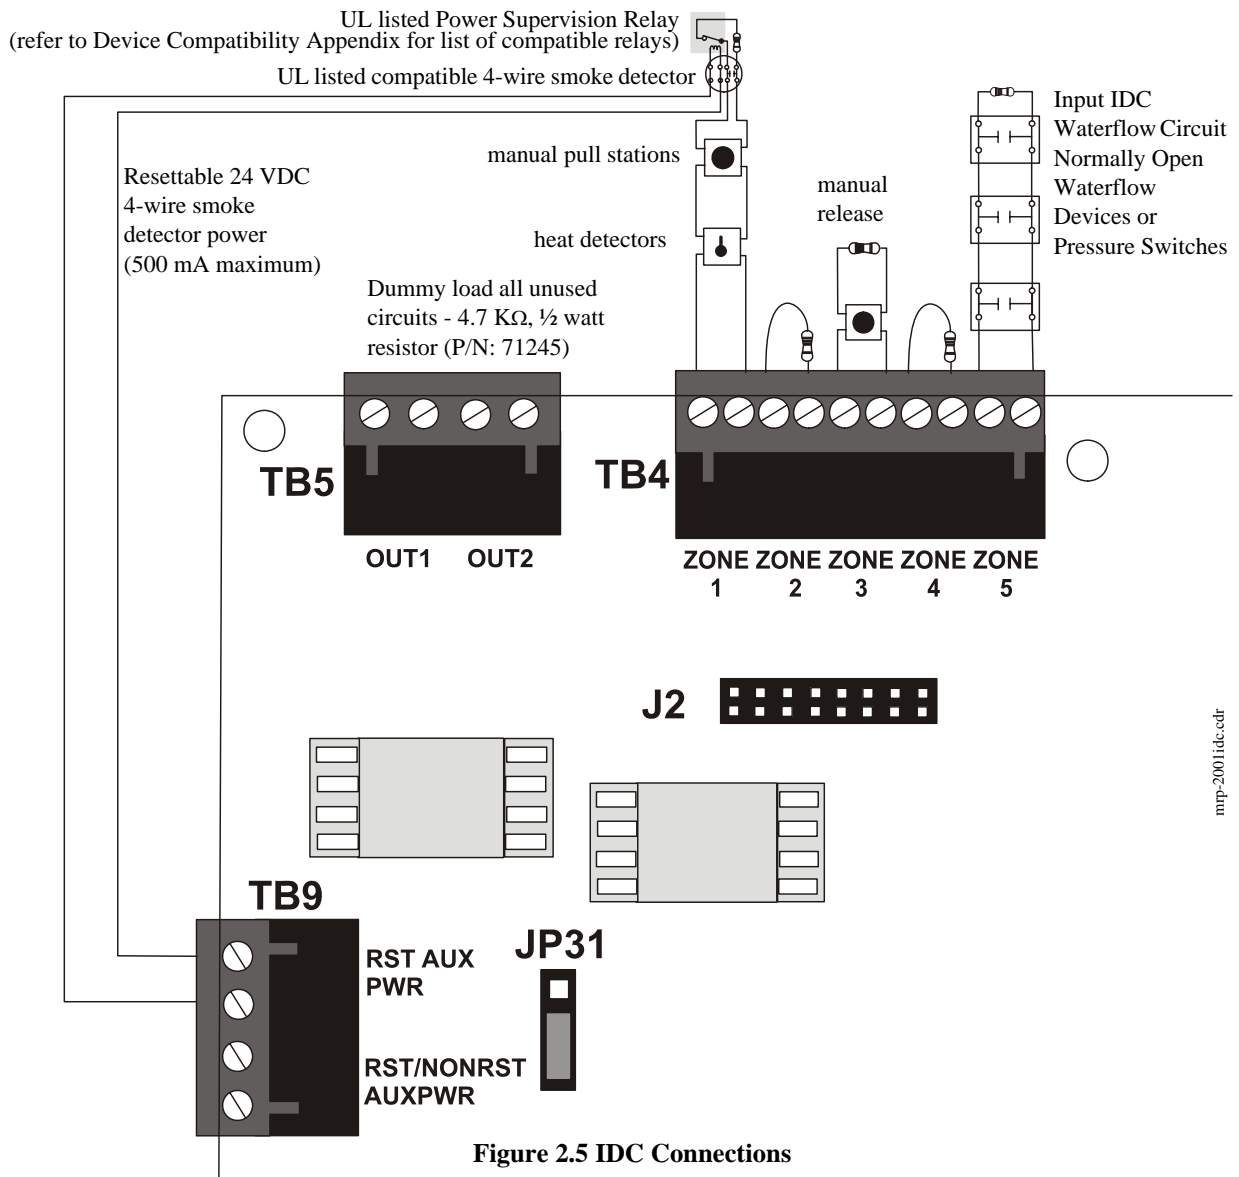 UL listed Power Supervision Relay
(refer to Device Compatibility Appendix for list of compatible relays)
UL listed compatible 4-wire smoke detector
Input IDC
Waterflow Circuit
Normally Open
Waterflow
Devices or
Pressure Switches
manual pull stations
manual
release
Resettable 24 VDC
4-wire smoke
detector power
(500 mA maximum)
heat detectors
Dummy load all unused
circuits - 4.7 KΩ, ½ watt
resistor (P/N: 71245)
TB5
TB4
OUT1 OUT2
ZONE ZONE ZONE ZONE ZONE
1 2 3 4 5
J2
mrp-2001idc.cdr
TB9
JP31
RST AUX
PWR
RST/NONRST
AUXPWR
Figure 2.5 IDC Connections